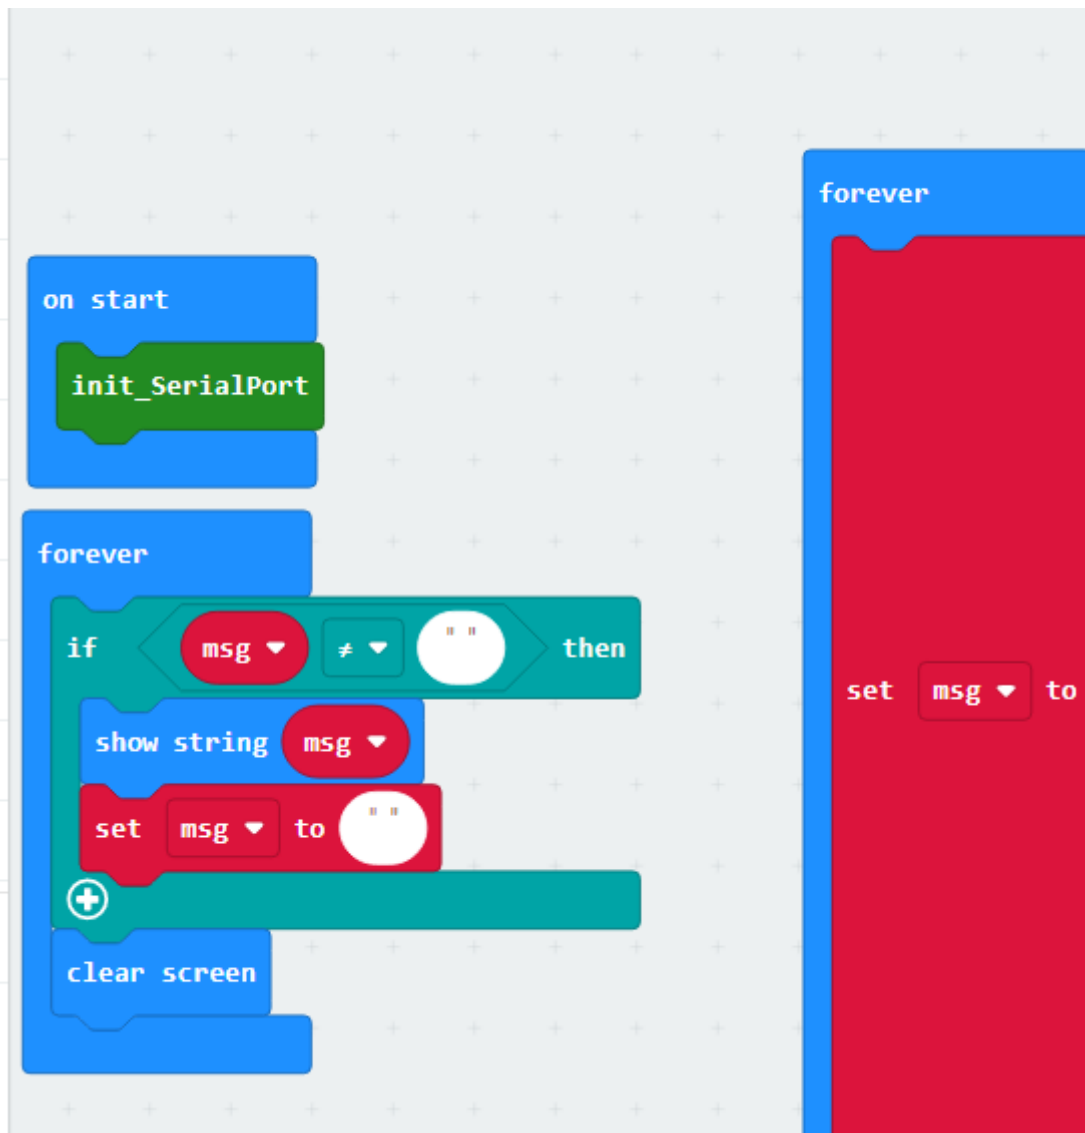 on start
init_SerialPort
forever
if msg ≠ " " then
show string msg
set msg to " "
clear screen
forever
set msg to